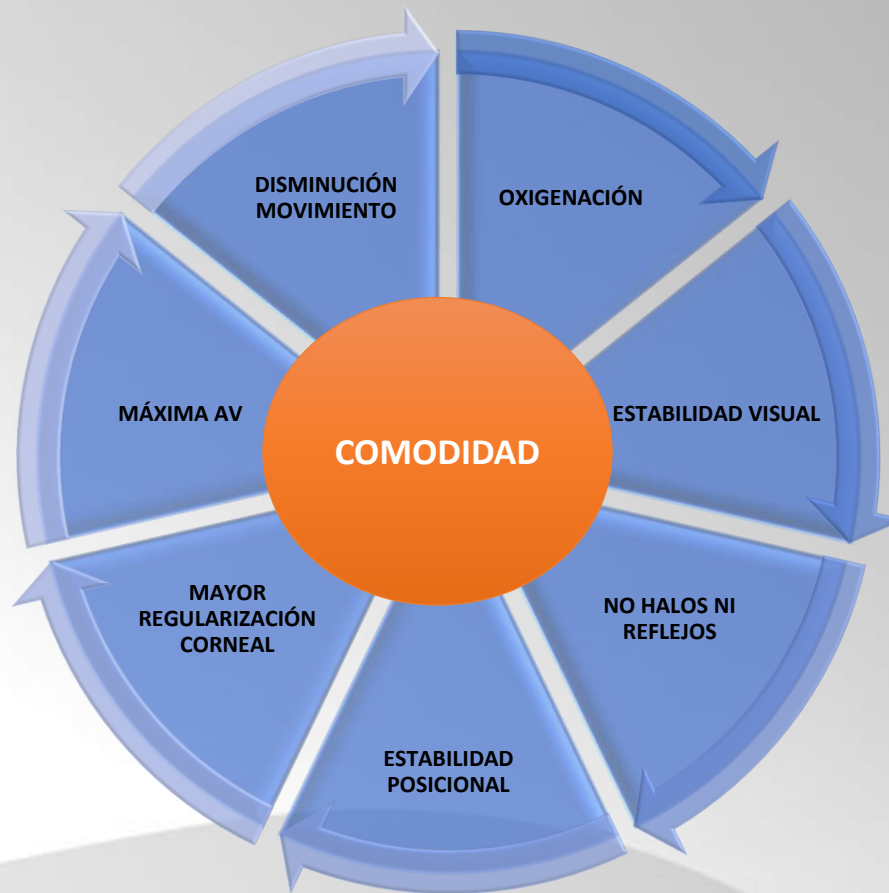 DISMINUCIÓN
MOVIMIENTO
OXIGENACIÓN
ESTABILIDAD VISUAL
NO HALOS NI
REFLEJOS
ESTABILIDAD
POSICIONAL
MAYOR
REGULARIZACIÓN
CORNEAL
MÁXIMA AV
COMODIDAD